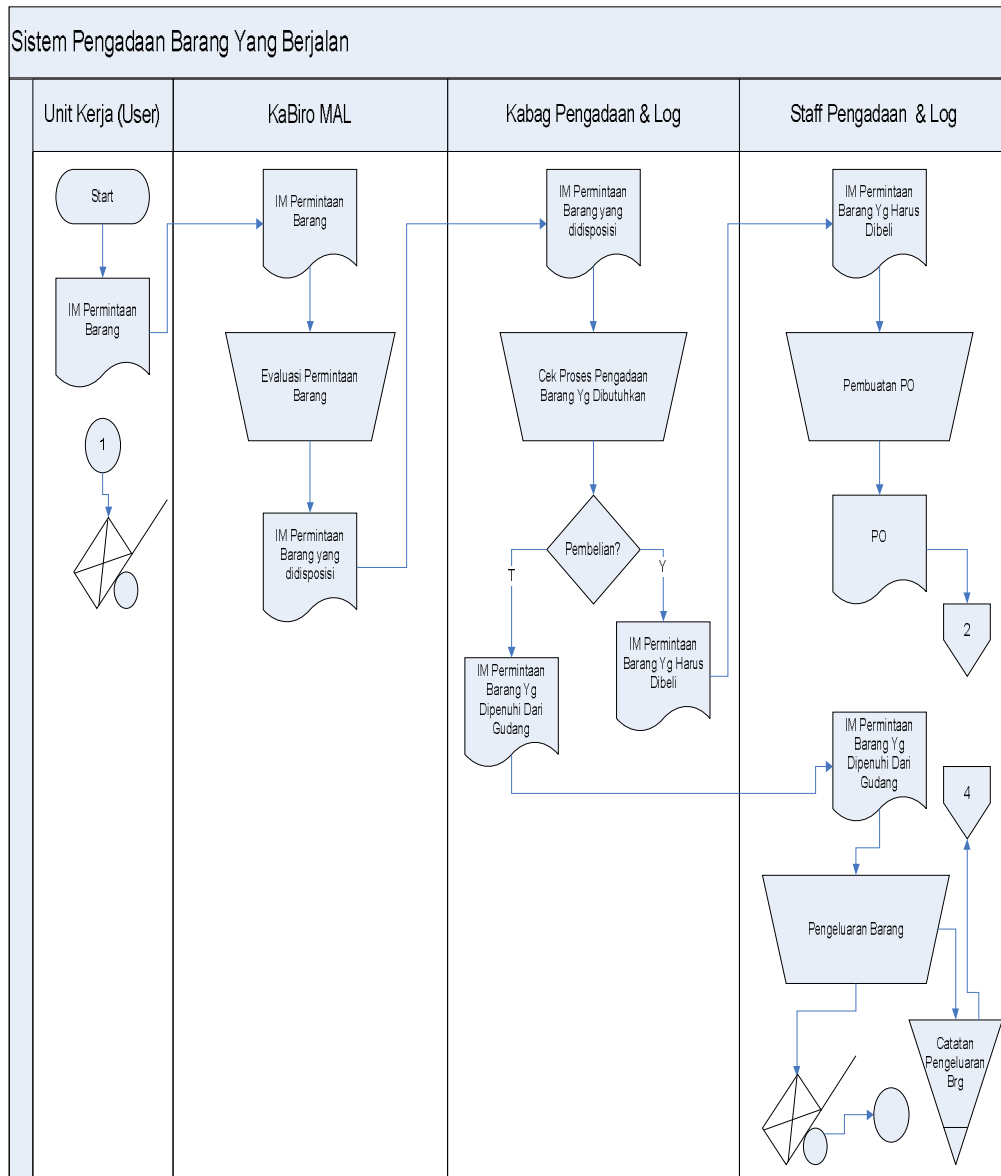 Sistem Pengadaan Barang Yang Berjalan
Unit Kerja (User)
KaBiro MAL
Kabag Pengadaan & Log
Staff Pengadaan & Log
Start
IM Permintaan
Barang
1
IM Permintaan
Barang
Evaluasi Permintaan
Barang
IM Permintaan
Barang yang
didisposisi
IM Permintaan
Barang yang
didisposisi
Cek Proses Pengadaan
Barang Yg Dibutuhkan
Pembelian?
T
Y
IM Permintaan
Barang Yg
Dipenuhi Dari
Gudang
IM Permintaan
Barang Yg Harus
Dibeli
IM Permintaan
Barang Yg Harus
Dibeli
Pembuatan PO
PO
2
IM Permintaan
Barang Yg
Dipenuhi Dari
Gudang
4
Pengeluaran Barang
Catatan
Pengeluaran
Brg